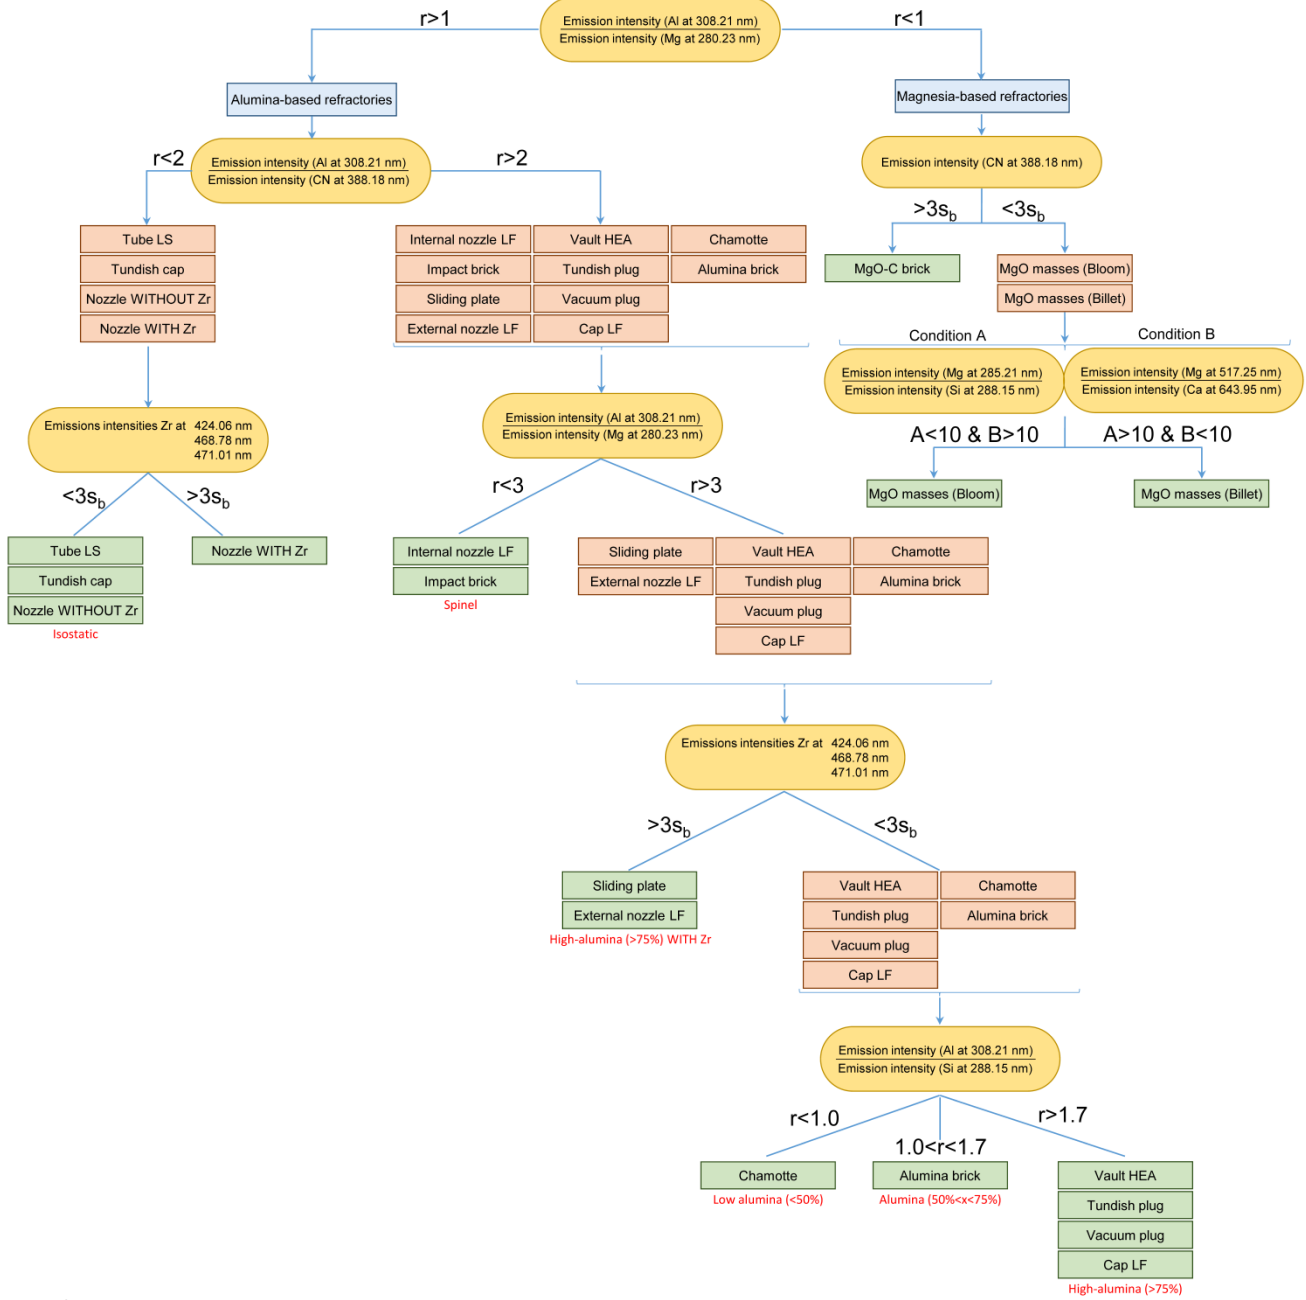 r>1
Emission intensity (Al at 308.21 nm)
Emission intensity (Mg at 280.23 nm)
r<1
Alumina-based refractories
Magnesia-based refractories
r<2
Emission intensity (Al at 308.21 nm)
Emission intensity (CN at 388.18 nm)
r>2
Emission intensity (CN at 388.18 nm)
>3sb
<3sb
Tube LS
Tundish cap
Nozzle WITHOUT Zr
Nozzle WITH Zr
Internal nozzle LF
Impact brick
Sliding plate
External nozzle LF
Vault HEA
Tundish plug
Vacuum plug
Cap LF
Chamotte
Alumina brick
MgO-C brick
MgO masses (Bloom)
MgO masses (Billet)
Condition A
Condition B
Emission intensity (Mg at 285.21 nm)
Emission intensity (Si at 288.15 nm)
Emission intensity (Mg at 517.25 nm)
Emission intensity (Ca at 643.95 nm)
A<10 & B>10
A>10 & B<10
MgO masses (Bloom)
MgO masses (Billet)
Emissions intensities Zr at 424.06 nm
468.78 nm
471.01 nm
<3sb
>3sb
Tube LS
Tundish cap
Nozzle WITHOUT Zr
Isostatic
Nozzle WITH Zr
Emission intensity (Al at 308.21 nm)
Emission intensity (Mg at 280.23 nm)
r<3
r>3
Internal nozzle LF
Impact brick
Spinel
Sliding plate
External nozzle LF
Vault HEA
Tundish plug
Vacuum plug
Cap LF
Chamotte
Alumina brick
Emissions intensities Zr at 424.06 nm
468.78 nm
471.01 nm
>3sb
<3sb
Sliding plate
External nozzle LF
High-alumina (>75%) WITH Zr
Vault HEA
Tundish plug
Vacuum plug
Cap LF
Chamotte
Alumina brick
Emission intensity (Al at 308.21 nm)
Emission intensity (Si at 288.15 nm)
r<1.0
1.0<r<1.7
r>1.7
Chamotte
Low alumina (<50%)
Alumina brick
Alumina (50%<x<75%)
Vault HEA
Tundish plug
Vacuum plug
Cap LF
High-alumina (>75%)